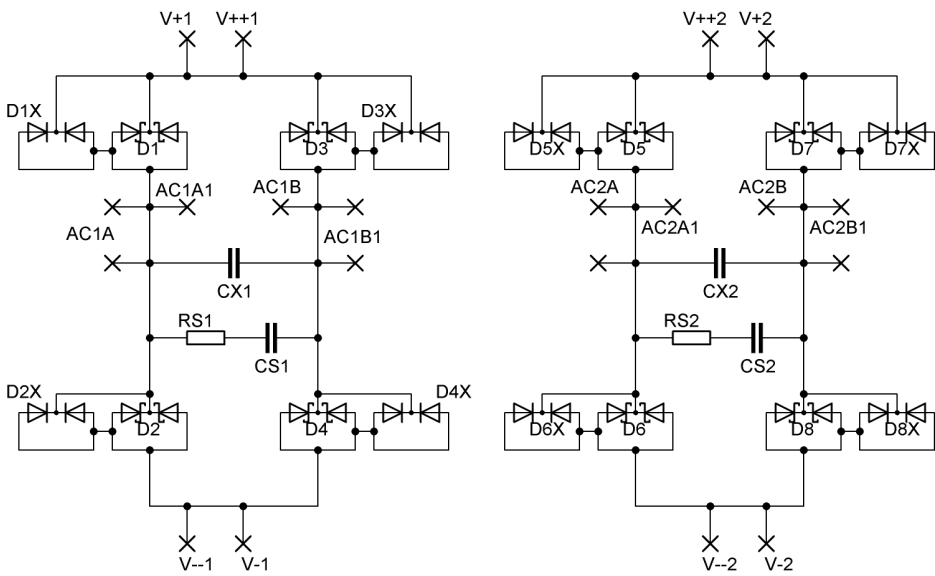 V+1 V++1 V++2 V+2
D1X D3X
D1 D3 D5X D5 D7 D7X
AC1A1 AC1B AC2A AC2B
AC1A AC1B1 AC2A1 AC2B1
CX1 CX2
RS1 RS2
CS1 CS2
D2X D4X
D2 D4 D6X D6 D8 D8X
V--1 V-1 V--2 V-2